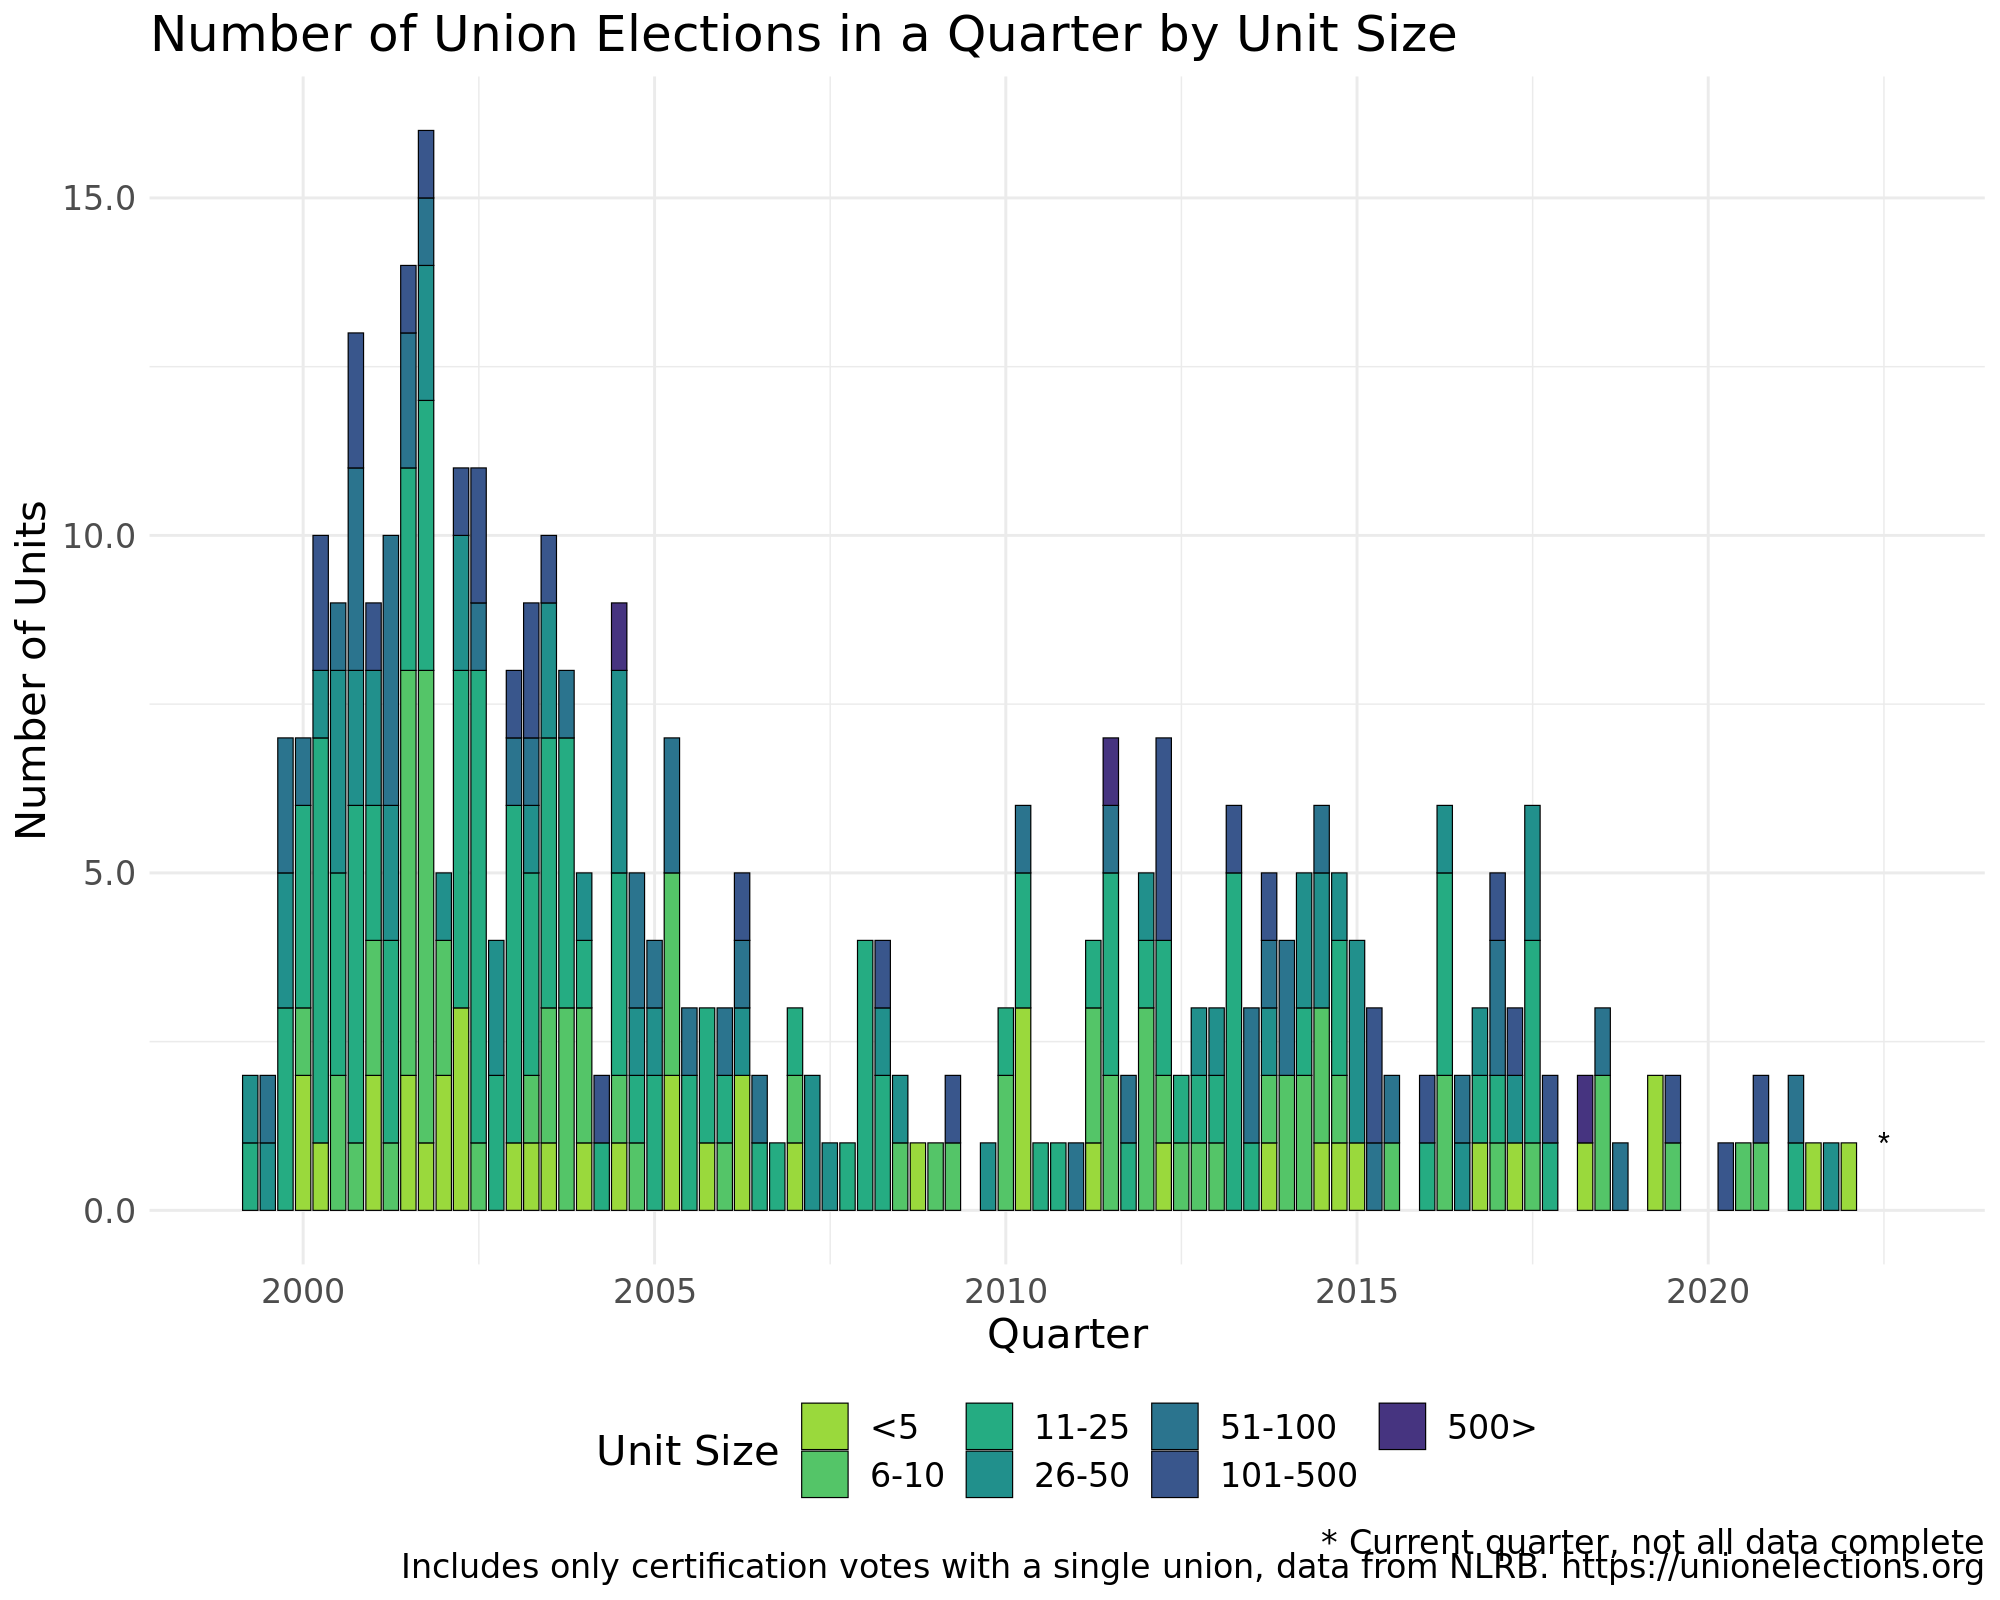 Number of Union Elections in a Quarter by Unit Size
Number of Units
15.0
10.0
5.0
0.0
*
2000 2005 2010 2015 2020
Quarter
Unit Size
<5 11-25 51-100 500>
6-10 26-50 101-500
* Current quarter, not all data complete
Includes only certification votes with a single union, data from NLRB. https://unionelections.org